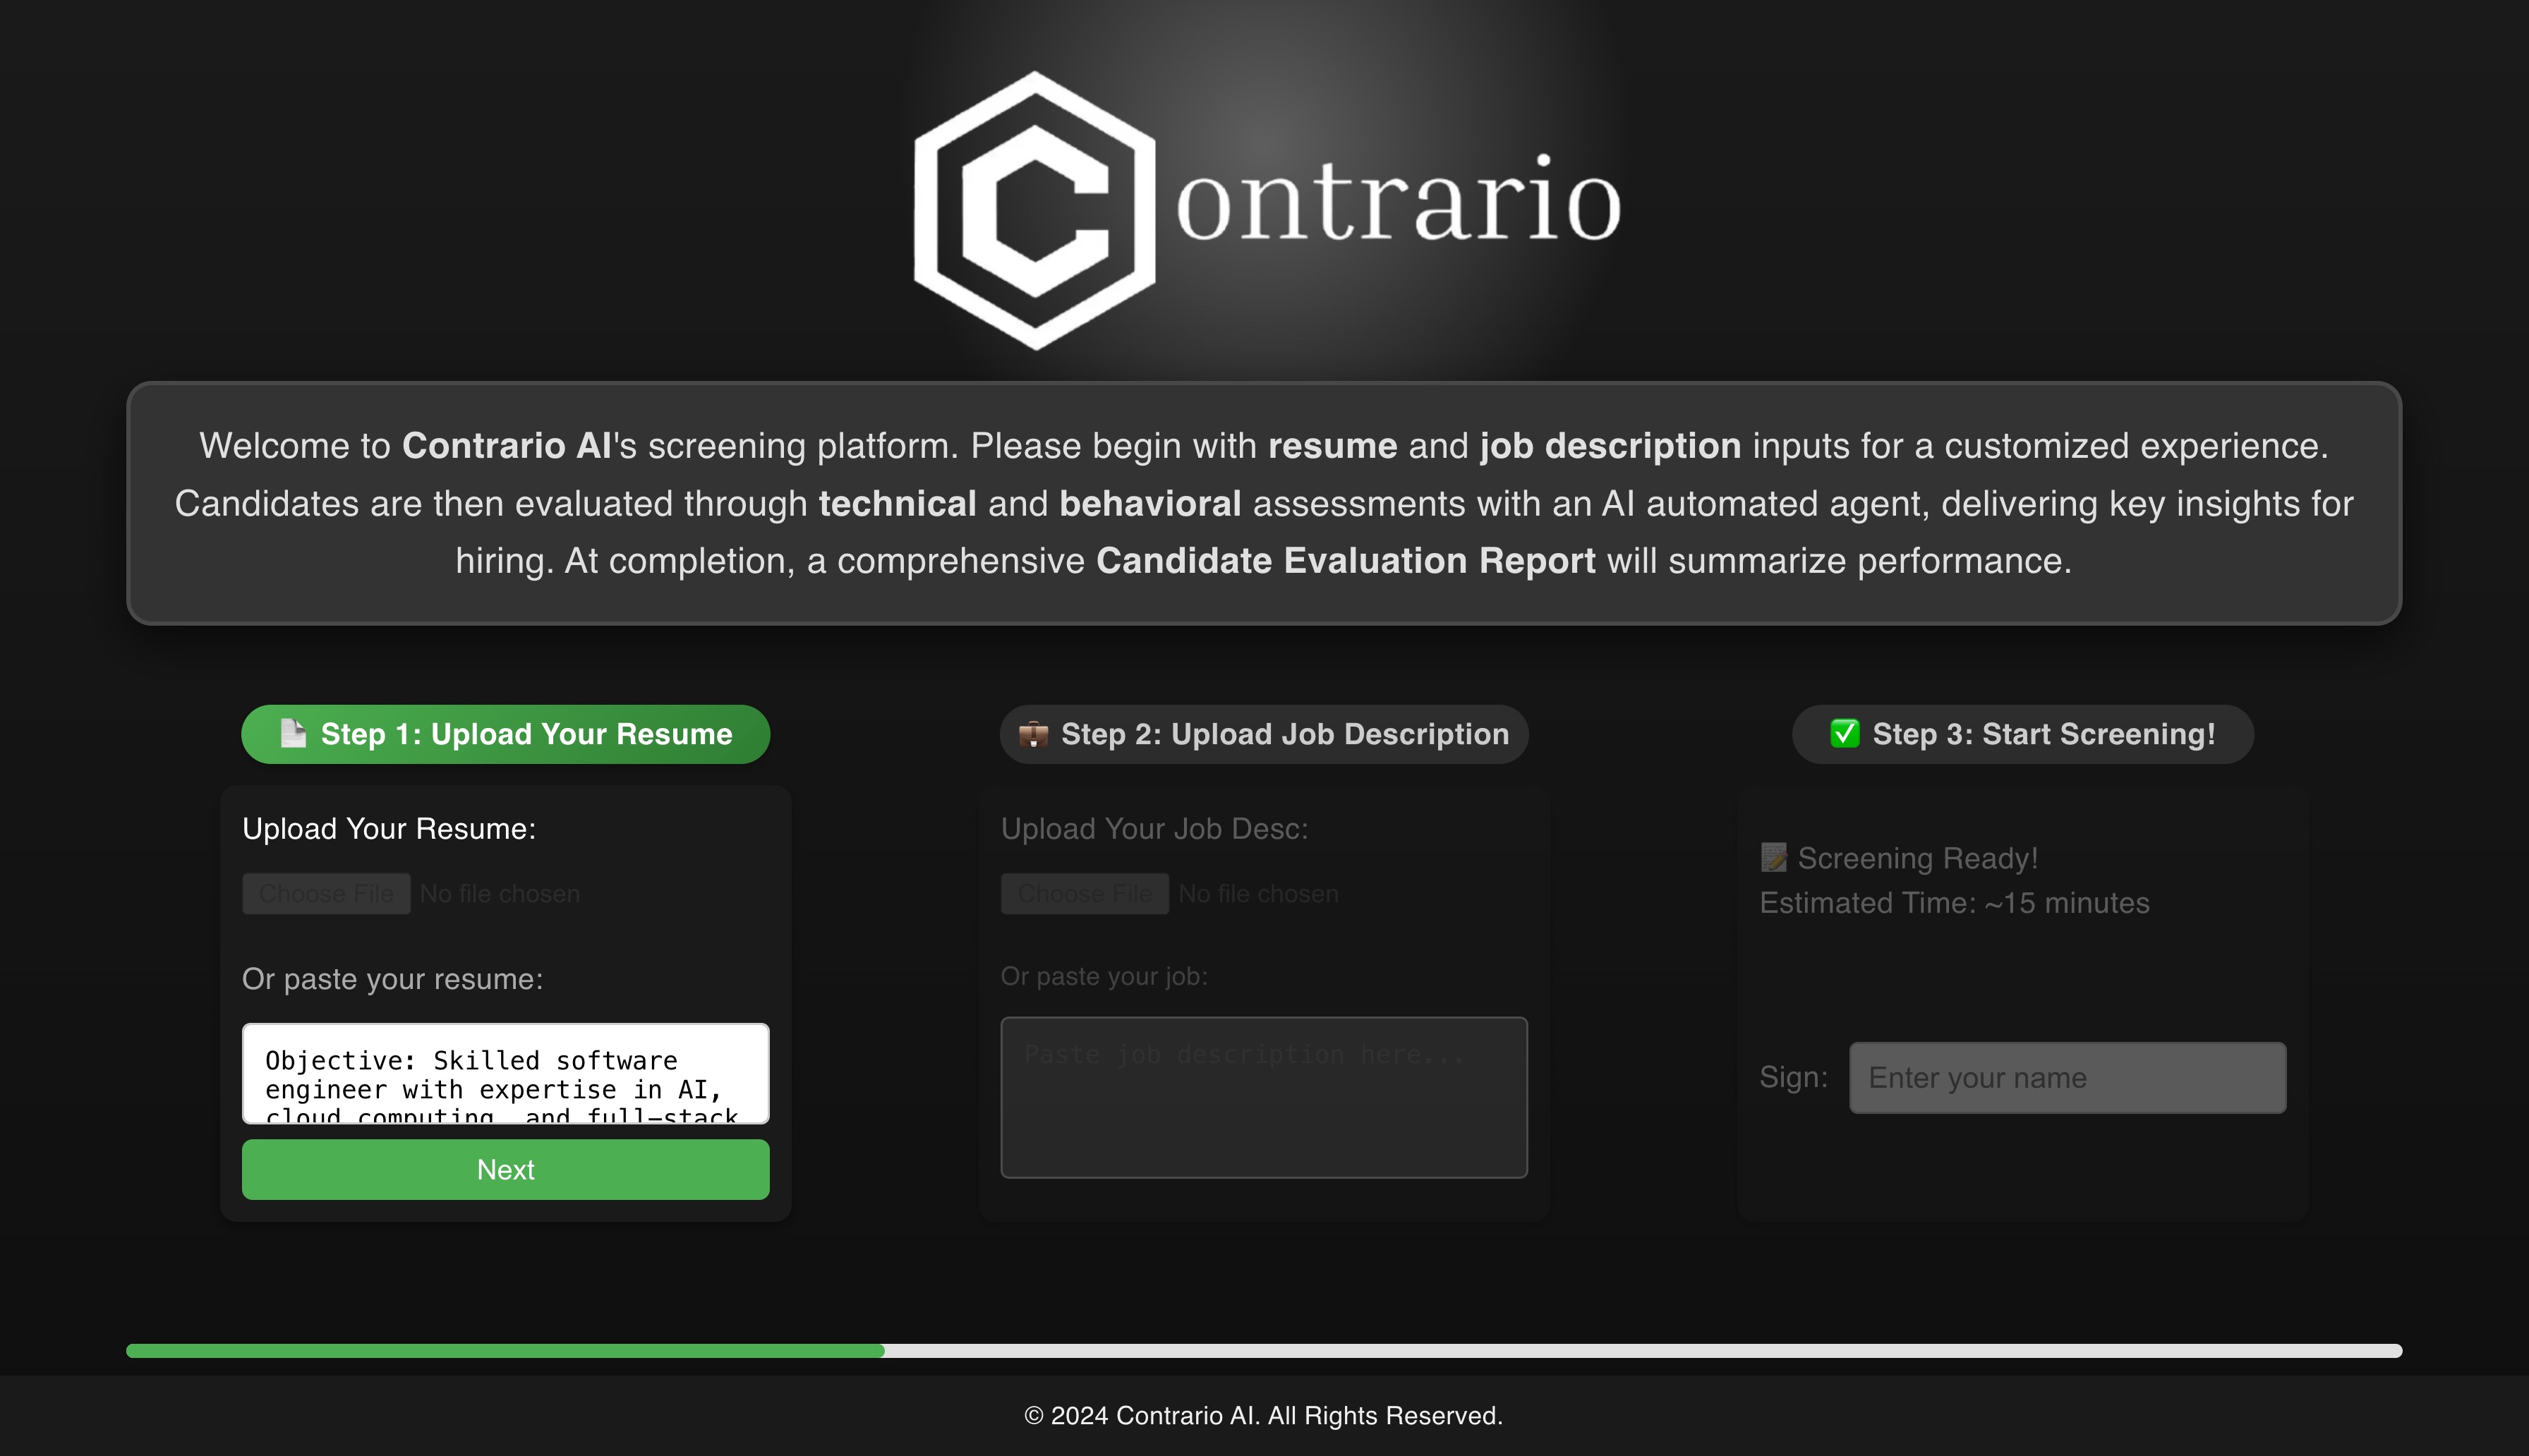 Contrario
Welcome to Contrario AI's screening platform. Please begin with resume and job description inputs for a customized experience.
Candidates are then evaluated through technical and behavioral assessments with an AI automated agent, delivering key insights for
hiring. At completion, a comprehensive Candidate Evaluation Report will summarize performance.
Step 1: Upload Your Resume
Upload Your Resume:
Choose File No file chosen
Or paste your resume:
Objective: Skilled software
engineer with expertise in AI,
cloud computing, and full-stack
Next
Step 2: Upload Job Description
Upload Your Job Desc:
Choose File No file chosen
Or paste your job:
Paste job description here...
Step 3: Start Screening!
Screening Ready!
Estimated Time: ~15 minutes
Sign: Enter your name
© 2024 Contrario AI. All Rights Reserved.